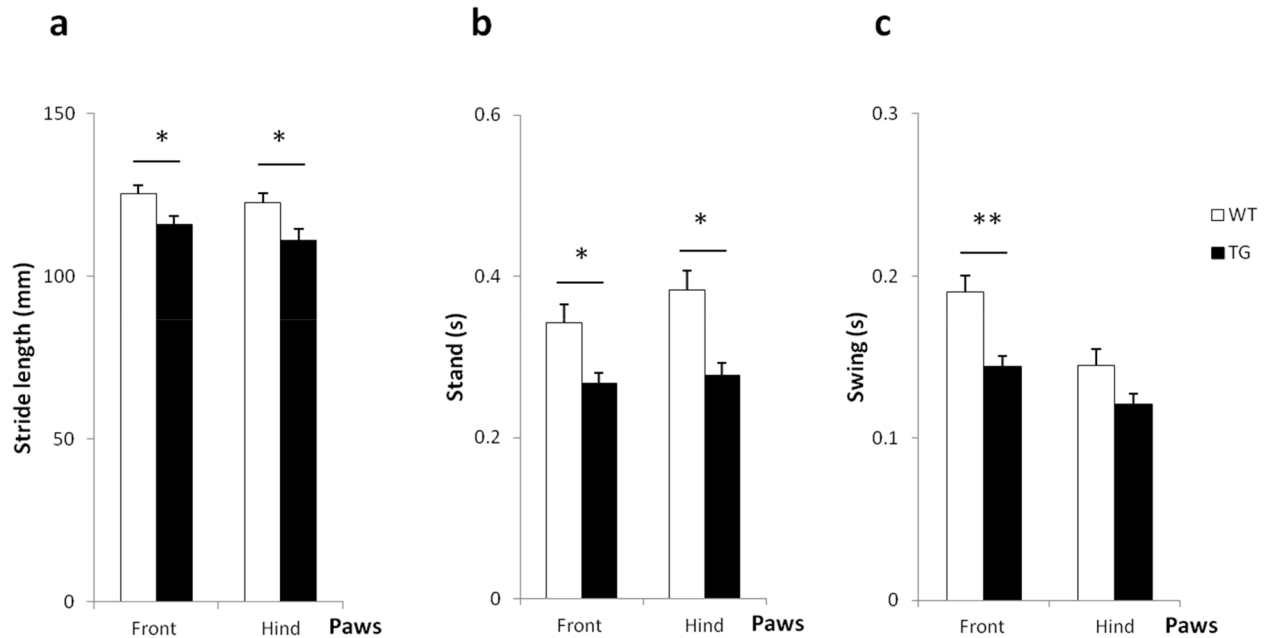 a
Stride length (mm)
150
100
50
0
*
*
Front
Hind
Paws
b
Stand (s)
0.6
0.4
0.2
0
*
*
Front
Hind
Paws
c
Swing (s)
0.3
0.2
0.1
0
**
Front
Hind
Paws
WT
TG